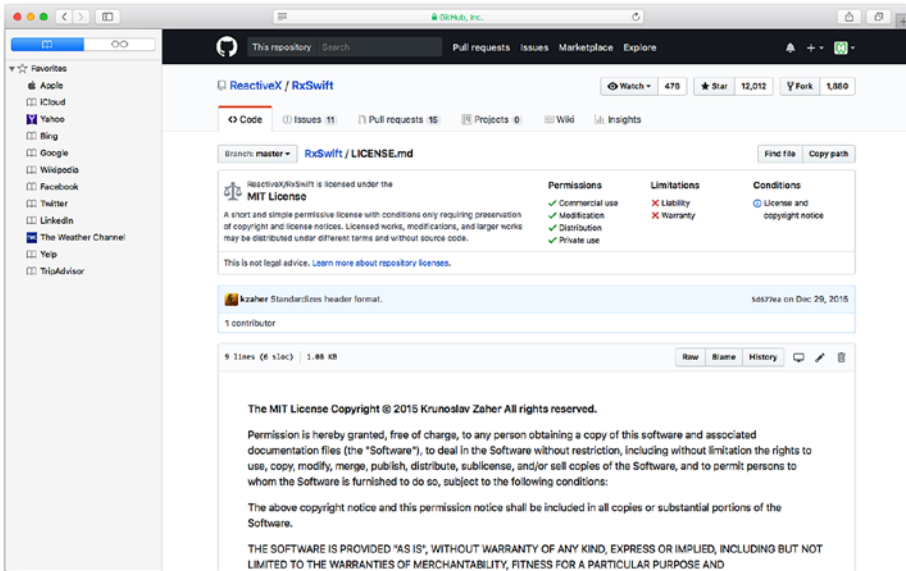 GitHub, Inc.
Favorites
Apple
iCloud
Yahoo
Bing
Google
Wikipedia
Facebook
Twitter
LinkedIn
The Weather Channel
Yelp
TripAdvisor
This repository Search
Pull requests Issues Marketplace Explore
ReactiveX / RxSwift
Watch 476 Star 12,012 Fork 1,880
Code Issues 11 Pull requests 15 Projects 0 Wiki Insights
Branch: master RxSwift / LICENSE.md Find file Copy path
ReactiveX/RxSwift is licensed under the
MIT License
A short and simple permissive license with conditions only requiring preservation
of copyright and license notices. Licensed works, modifications, and larger works
may be distributed under different terms and without source code.
Permissions
Commercial use
Modification
Distribution
Private use
Limitations
Liability
Warranty
Conditions
License and
copyright notice
This is not legal advice. Learn more about repository licenses.
kzaher Standardizes header format. on Dec 29, 2015
1 contributor
9 lines (6 sloc) 1.08 KB Raw Blame History
The MIT License Copyright © 2015 Krunoslav Zaher All rights reserved.
Permission is hereby granted, free of charge, to any person obtaining a copy of this software and associated
documentation files (the "Software"), to deal in the Software without restriction, including without limitation the rights to
use, copy, modify, merge, publish, distribute, sublicense, and/or sell copies of the Software, and to permit persons to
whom the Software is furnished to do so, subject to the following conditions:
The above copyright notice and this permission notice shall be included in all copies or substantial portions of the
Software.
THE SOFTWARE IS PROVIDED "AS IS", WITHOUT WARRANTY OF ANY KIND, EXPRESS OR IMPLIED, INCLUDING BUT NOT
LIMITED TO THE WARRANTIES OF MERCHANTABILITY, FITNESS FOR A PARTICULAR PURPOSE AND